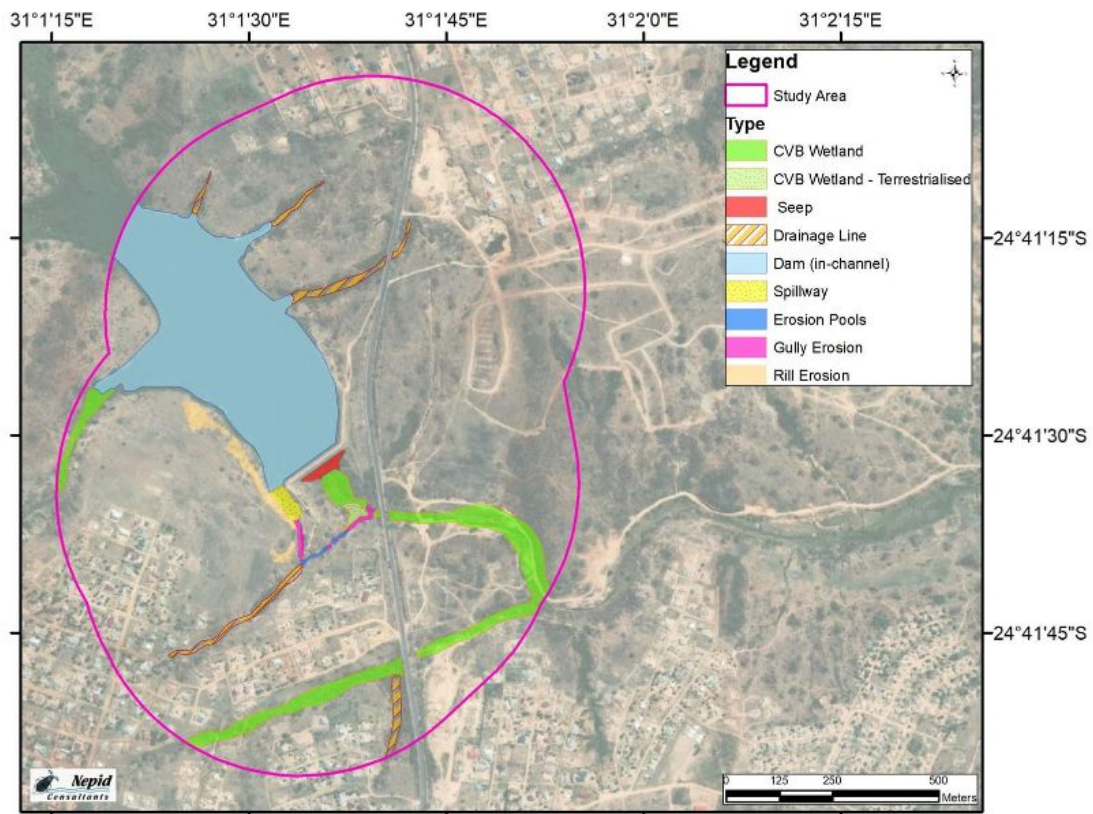 31°1'15"E 31°1'30"E 31°1'45"E 31°2'0"E 31°2'15"E
Legend
Study Area
Type
CVB Wetland
CVB Wetland - Terrestrialised
Seep
Drainage Line
Dam (in-channel)
Spillway
Erosion Pools
Gully Erosion
Rill Erosion
24°41'15"S
24°41'30"S
24°41'45"S
Nepid
Consultants
0 125 250 500
Meters